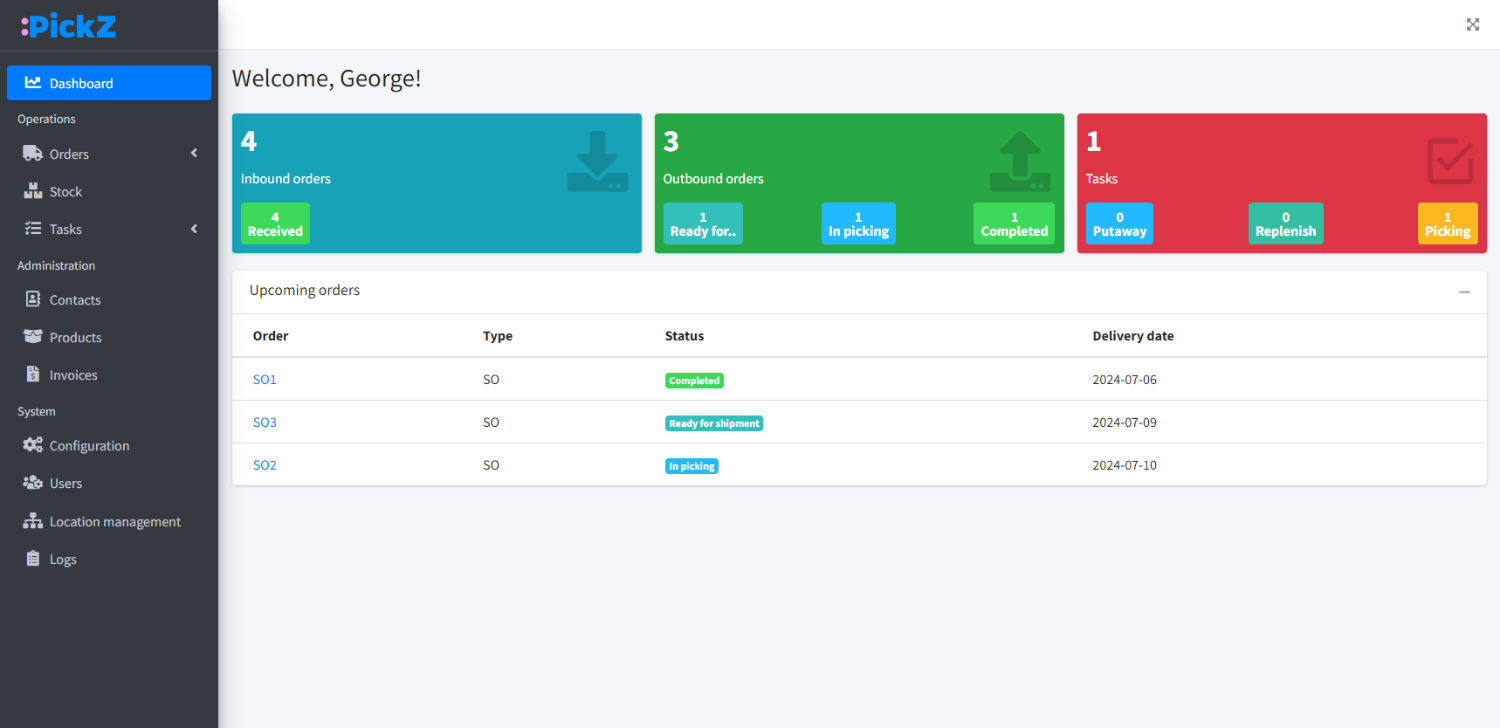 :PickZ
Dashboard
Operations
Orders
Stock
Tasks
Administration
Contacts
Products
Invoices
System
Configuration
Users
Location management
Logs
Welcome, George!
4
Inbound orders
4
Received
3
Outbound orders
1
Ready for..
1
In picking
1
Completed
1
Tasks
0
Putaway
0
Replenish
1
Picking
Upcoming orders
Order Type Status Delivery date
SO1 SO Completed 2024-07-06
SO3 SO Ready for shipment 2024-07-09
SO2 SO In picking 2024-07-10